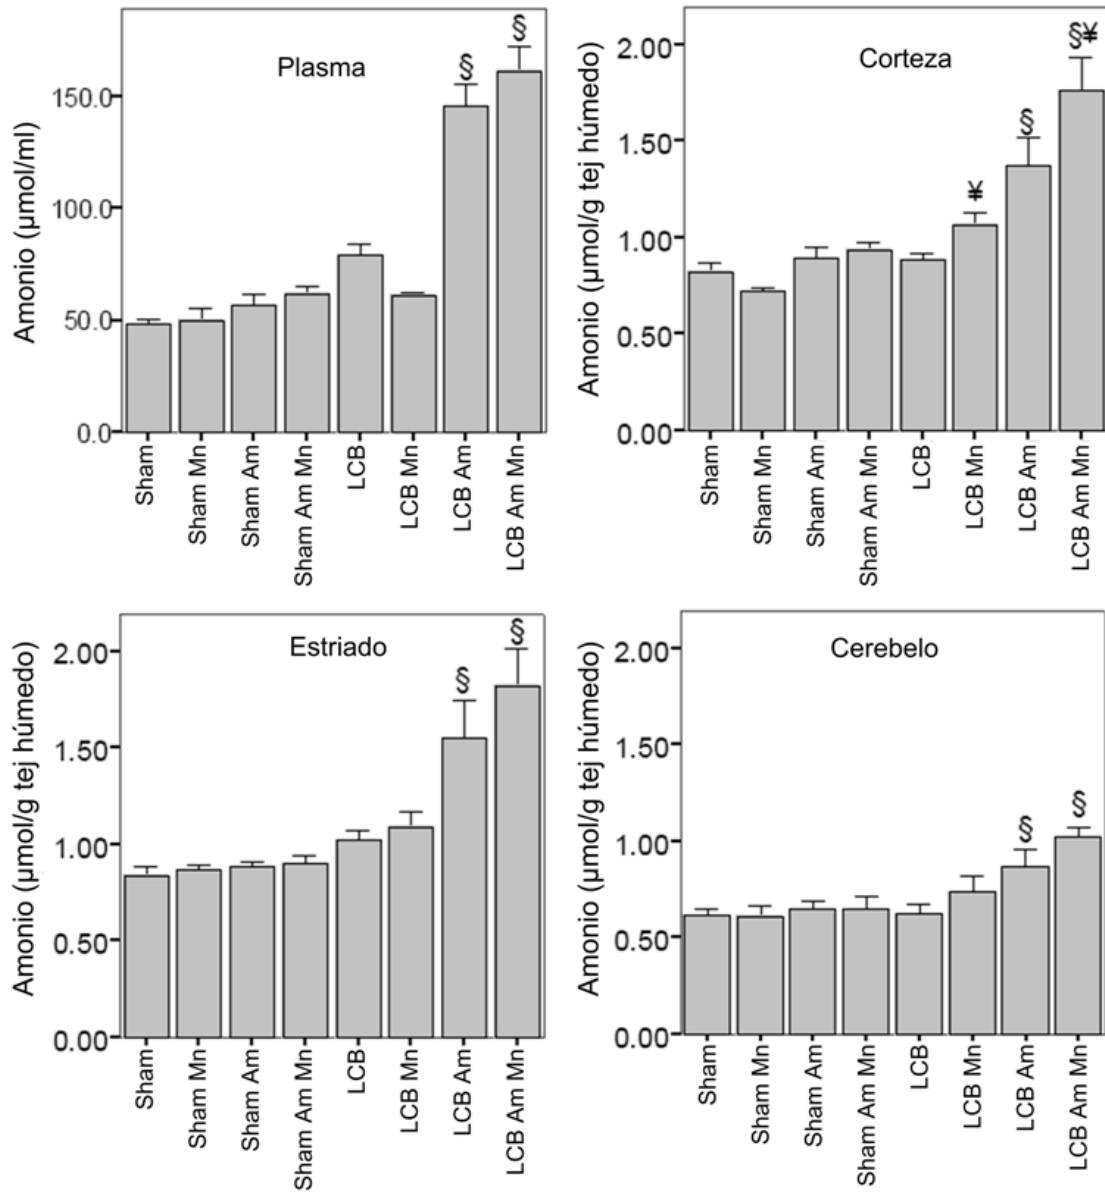 Plasma
§
§
150.0
100.0
50.0
0.0
Amonio (µmol/ml)
Sham
Sham Mn
Sham Am
Sham Am Mn
LCB
LCB Mn
LCB Am
LCB Am Mn
Corteza
§¥
§
¥
2.00
1.50
1.00
0.50
0.00
Amonio (µmol/g tej húmedo)
Sham
Sham Mn
Sham Am
Sham Am Mn
LCB
LCB Mn
LCB Am
LCB Am Mn
Estriado
§
§
2.00
1.50
1.00
0.50
0.00
Amonio (µmol/g tej húmedo)
Sham
Sham Mn
Sham Am
Sham Am Mn
LCB
LCB Mn
LCB Am
LCB Am Mn
Cerebelo
§
§
2.00
1.50
1.00
0.50
0.00
Amonio (µmol/g tej húmedo)
Sham
Sham Mn
Sham Am
Sham Am Mn
LCB
LCB Mn
LCB Am
LCB Am Mn